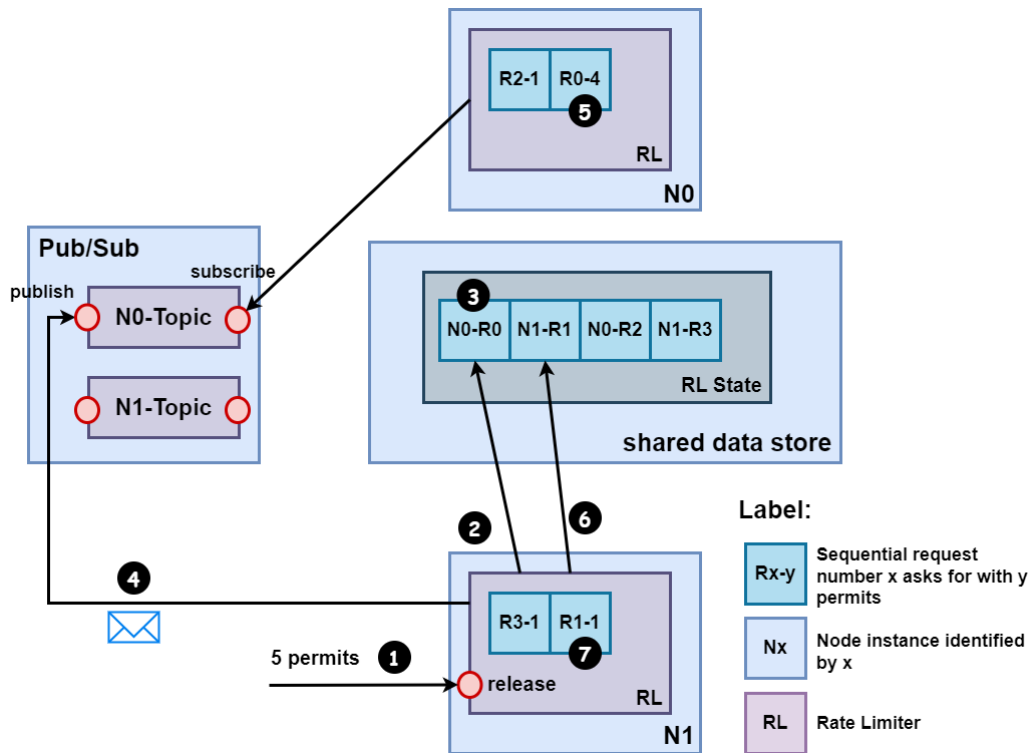 R2-1 R0-4
5
RL
N0
Pub/Sub
subscribe
publish
N0-Topic
N1-Topic
3
N0-R0 N1-R1 N0-R2 N1-R3
RL State
shared data store
2
6
4
5 permits 1
release
R3-1 R1-1
7
RL
N1
Label:
Rx-y
Sequential request
number x asks for with y
permits
Nx
Node instance identified
by x
RL
Rate Limiter